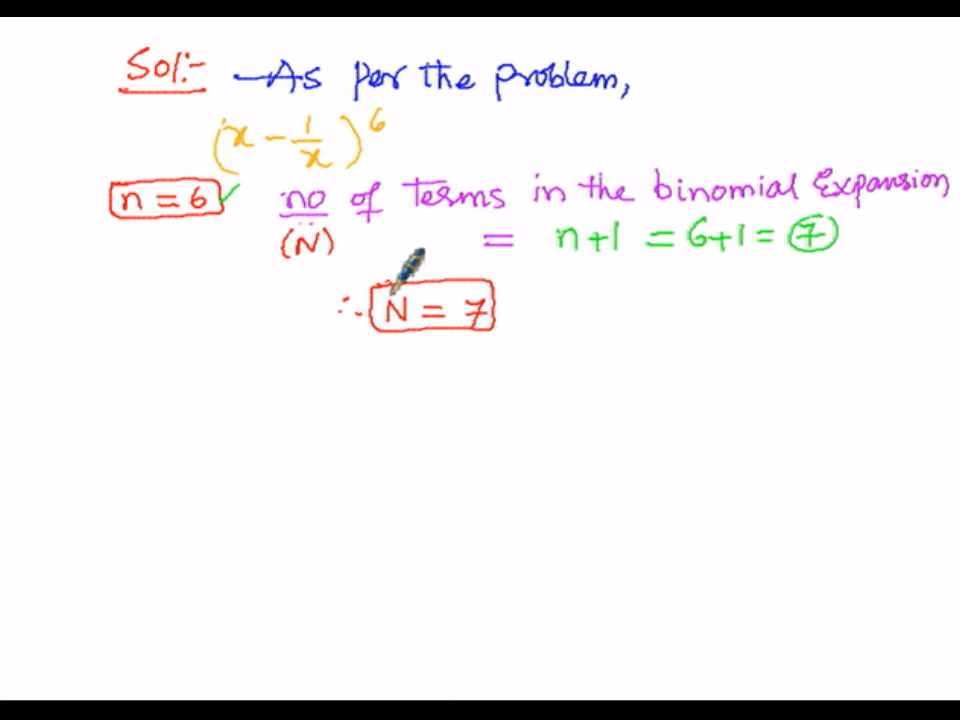 Sol:- As per the problem,
(x - 1/x)^6
n = 6 ✓ no of terms in the binomial Expansion
(N) = n+1 = 6+1 = 7
∴ N = 7